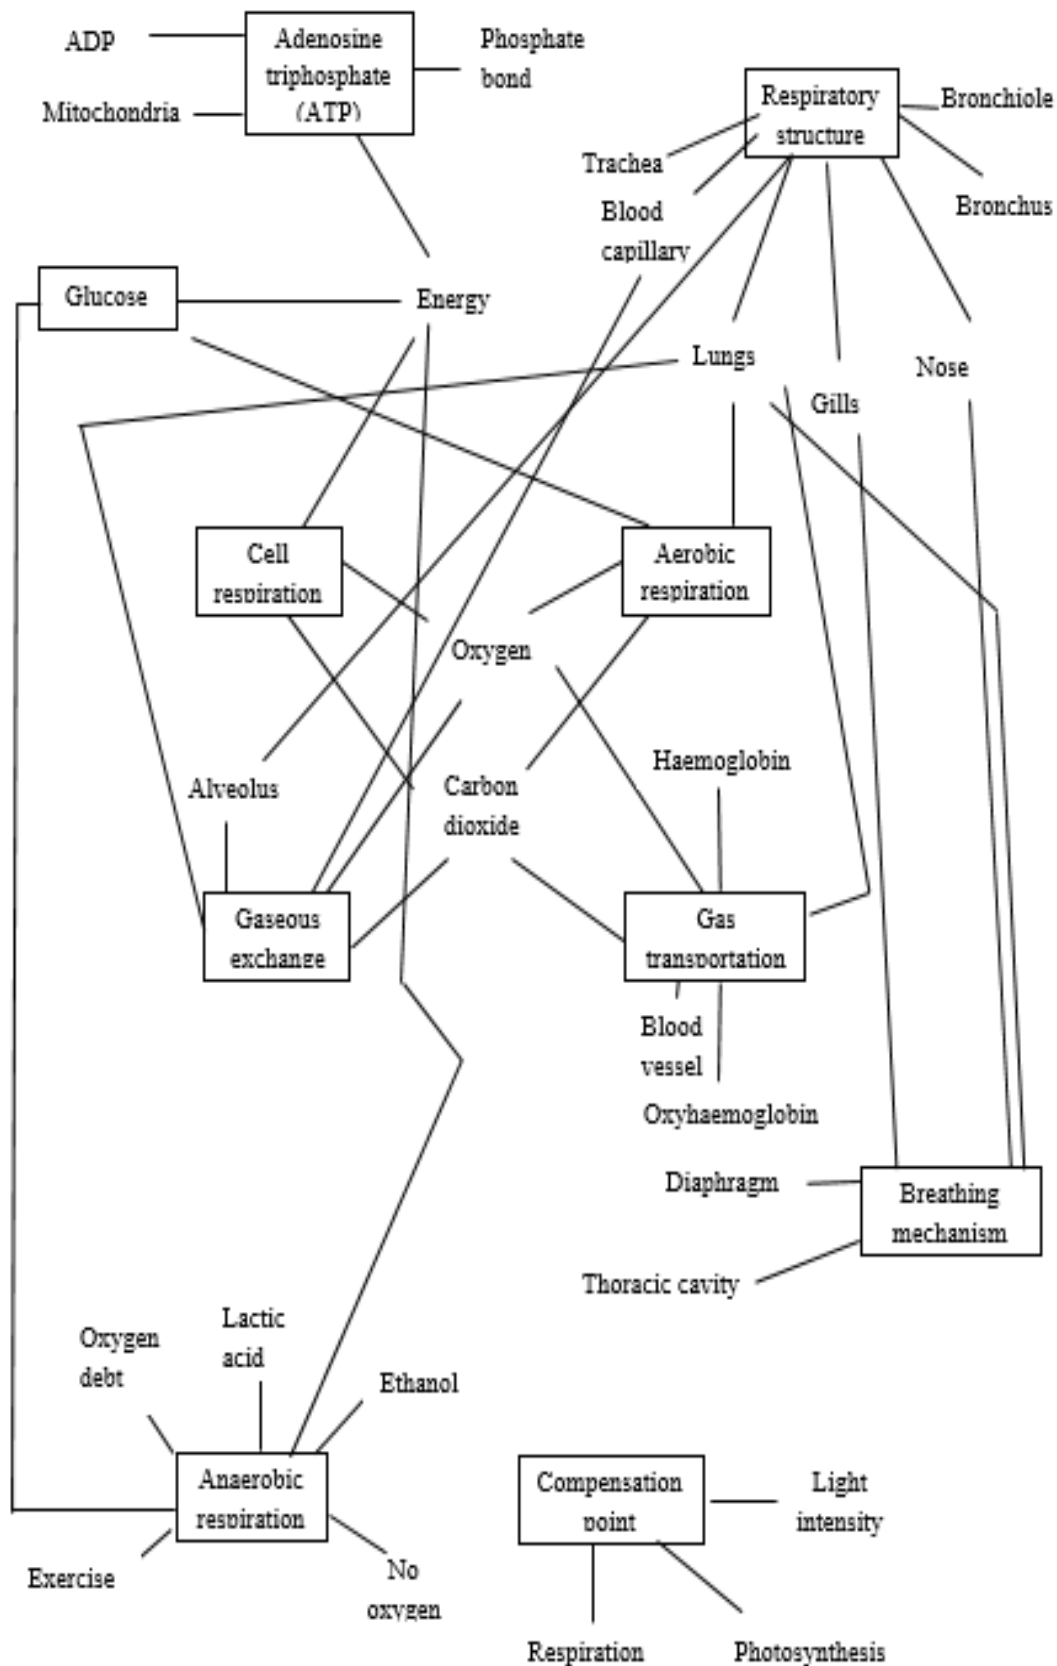 ADP
Adenosine
triphosphate
(ATP)
Phosphate
bond
Mitochondria
Respiratory
structure
Bronchiole
Trachea
Bronchus
Blood
capillary
Glucose
Energy
Lungs
Gills
Nose
Cell
respiration
Aerobic
respiration
Oxygen
Haemoglobin
Alveolus
Carbon
dioxide
Gaseous
exchange
Gas
transportation
Blood
vessel
Oxyhaemoglobin
Diaphragm
Breathing
mechanism
Thoracic cavity
Oxygen
debt
Lactic
acid
Ethanol
Anaerobic
respiration
Compensation
point
Light
intensity
Exercise
No
oxygen
Respiration
Photosynthesis